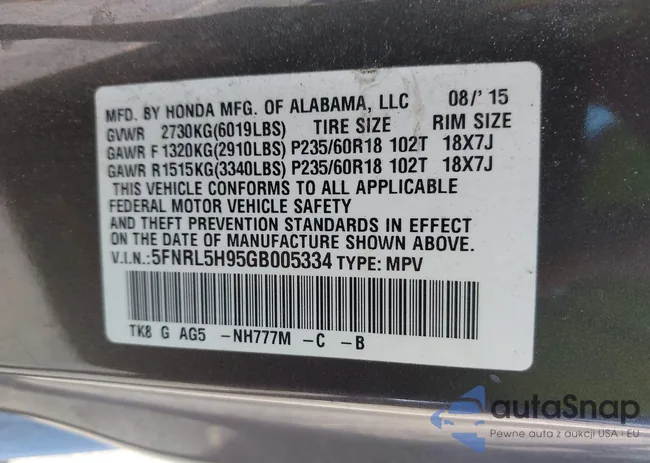 MFD. BY HONDA MFG. OF ALABAMA, LLC 08/'15
GVWR 2730KG(6019LBS) TIRE SIZE RIM SIZE
GAWR F1320KG(2910LBS) P235/60R18 102T 18X7J
GAWR R1515KG(3340LBS) P235/60R18 102T 18X7J
THIS VEHICLE CONFORMS TO ALL APPLICABLE
FEDERAL MOTOR VEHICLE SAFETY
AND THEFT PREVENTION STANDARDS IN EFFECT
ON THE DATE OF MANUFACTURE SHOWN ABOVE.
V.I.N.:5FNRL5H95GB005334 TYPE: MPV
TK8 G AG5 -NH777M -C -B
autaSnap
Pewne auta z aukcji USA i EU